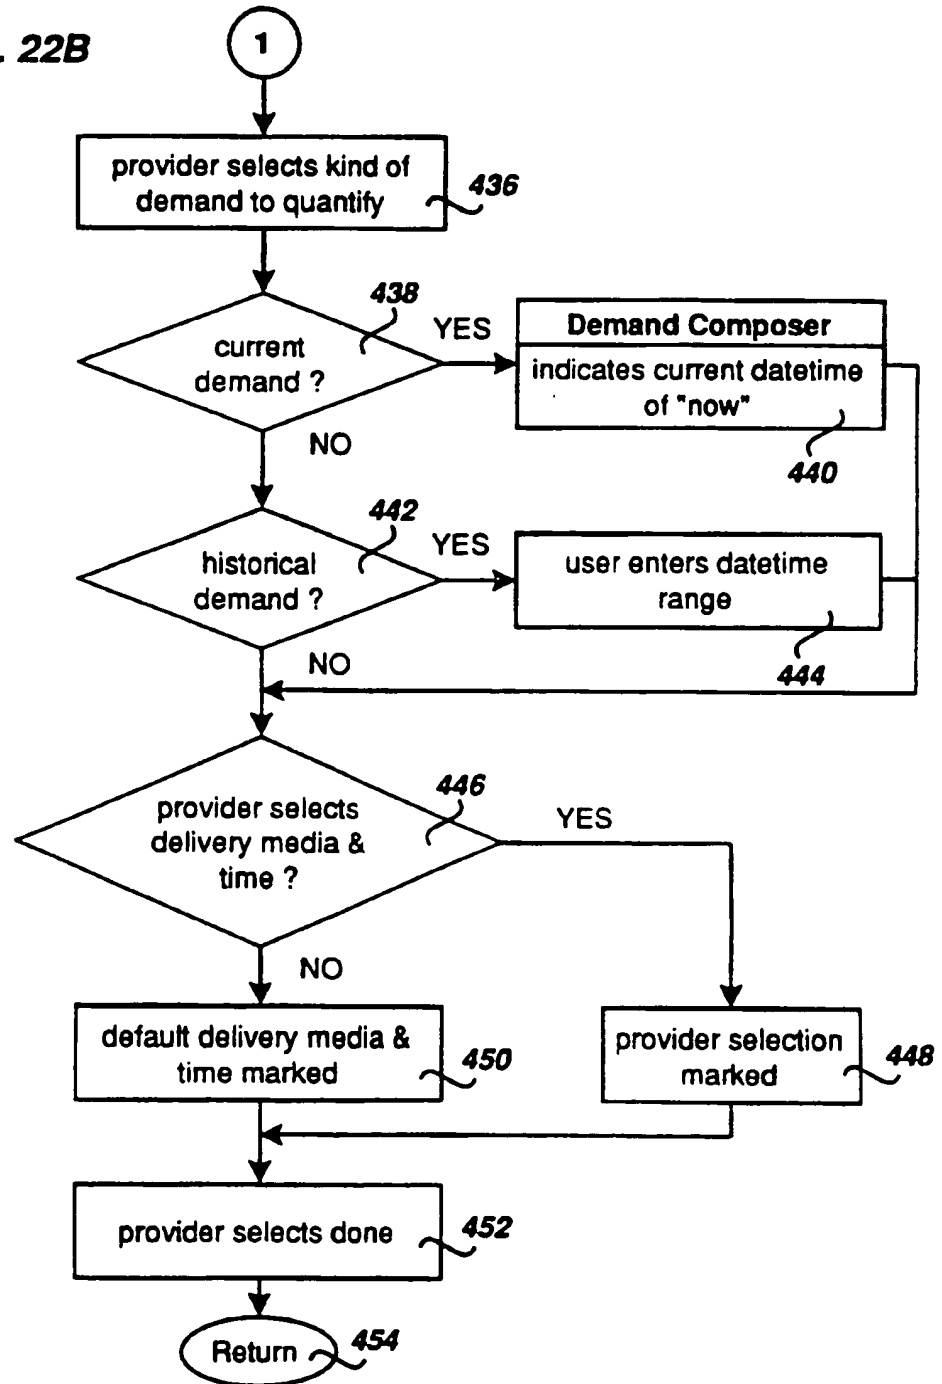 . 22B
1
provider selects kind of
demand to quantify
436
438
current
demand ?
YES
Demand Composer
indicates current datetime
of "now"
440
NO
442
historical
demand ?
YES
user enters datetime
range
444
NO
446
provider selects
delivery media &
time ?
YES
NO
default delivery media &
time marked
450
provider selection
marked
448
provider selects done
452
Return
454